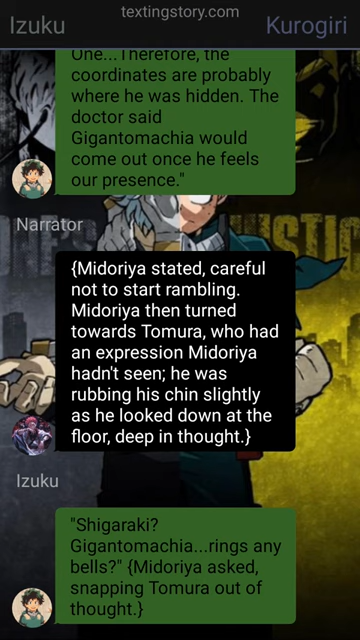 textingstory.com
Izuku
Kurogiri
One...Therefore, the
coordinates are probably
where he was hidden. The
doctor said
Gigantomachia would
come out once he feels
our presence."
JUSTIC
Narrator
{Midoriya stated, careful
not to start rambling.
Midoriya then turned
towards Tomura, who had
an expression Midoriya
hadn't seen; he was
rubbing his chin slightly
as he looked down at the
floor, deep in thought.}
Izuku
"Shigaraki?
Gigantomachia...rings any
bells?" {Midoriya asked,
snapping Tomura out of
thought.}